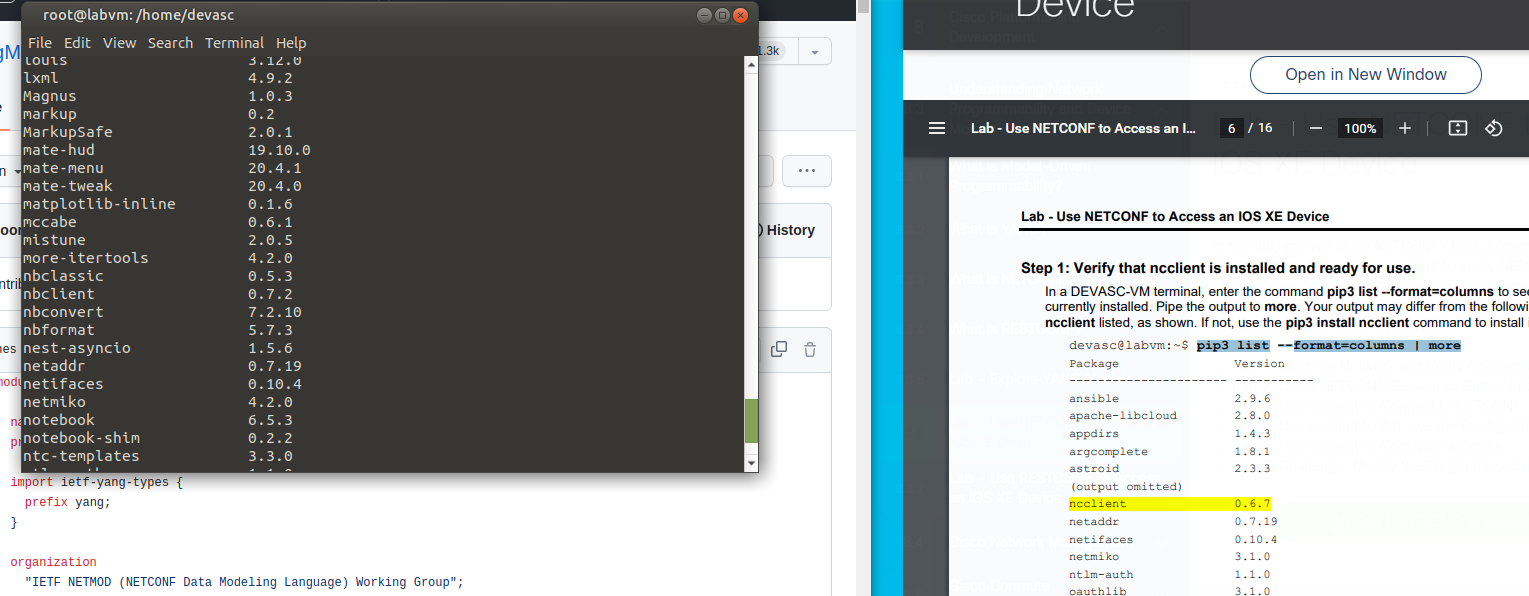 root@labvm: /home/devasc
File Edit View Search Terminal Help
3.12.0
lxml 4.9.2
Magnus 1.0.3
markup 0.2
MarkupSafe 2.0.1
mate-hud 19.10.0
mate-menu 20.4.1
mate-tweak 20.4.0
matplotlib-inline 0.1.6
mccabe 0.6.1
mistune 2.0.5
more-itertools 4.2.0
nbclassic 0.5.3
nbclient 0.7.2
nbconvert 7.2.10
nbformat 5.7.3
nest-asyncio 1.5.6
netaddr 0.7.19
netifaces 0.10.4
netmiko 4.2.0
notebook 6.5.3
notebook-shim 0.2.2
ntc-templates 3.3.0
1.3k
History
import ietf-yang-types {
prefix yang;
}
organization
"IETF NETMOD (NETCONF Data Modeling Language) Working Group";
Device
Open in New Window
Lab - Use NETCONF to Access an I...
6 / 16
100%
Lab - Use NETCONF to Access an IOS XE Device
Step 1: Verify that ncclient is installed and ready for use.
In a DEVASC-VM terminal, enter the command pip3 list --format=columns to see
currently installed. Pipe the output to more. Your output may differ from the
ncclient listed, as shown. If not, use the pip3 install ncclient command to install
devasc@labvm:~$ pip3 list --format=columns | more
Package Version
---------------------- -----------
ansible 2.9.6
apache-libcloud 2.8.0
appdirs 1.4.3
argcomplete 1.8.1
astroid 2.3.3
(output omitted)
ncclient 0.6.7
netaddr 0.7.19
netifaces 0.10.4
netmiko 3.1.0
ntlm-auth 1.1.0
oauthlib 3.1.0